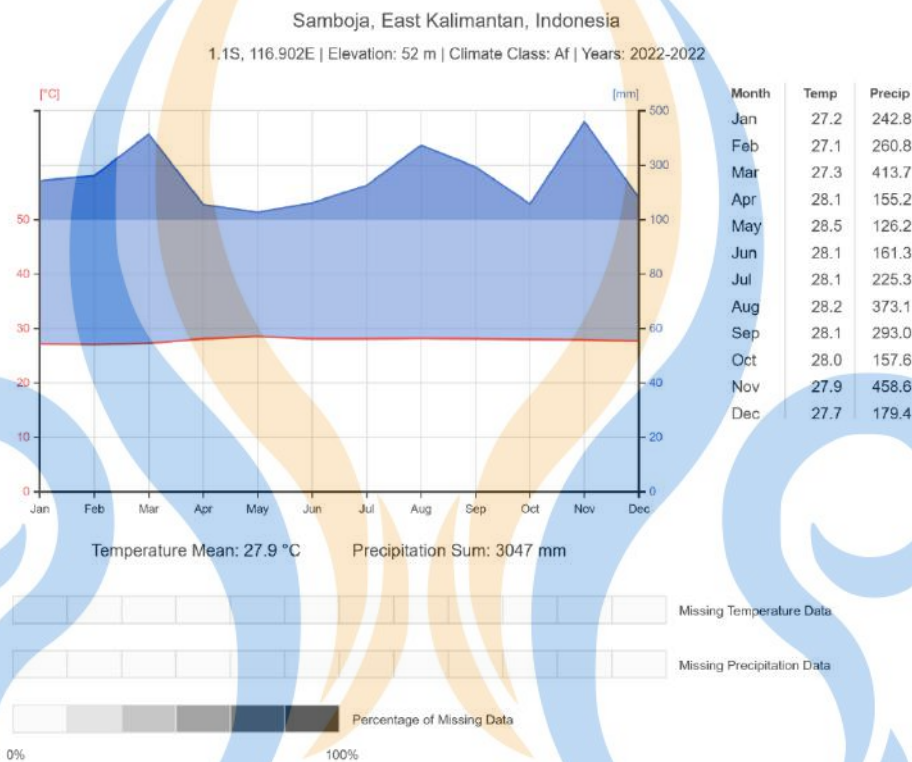 Samboja, East Kalimantan, Indonesia
1.1S, 116.902E | Elevation: 52 m | Climate Class: Af | Years: 2022-2022
[°C] [mm]
500
300
50 100
40 80
30 60
20 40
10 20
0 0
Jan Feb Mar Apr May Jun Jul Aug Sep Oct Nov Dec
Month Temp Precip
Jan 27.2 242.8
Feb 27.1 260.8
Mar 27.3 413.7
Apr 28.1 155.2
May 28.5 126.2
Jun 28.1 161.3
Jul 28.1 225.3
Aug 28.2 373.1
Sep 28.1 293.0
Oct 28.0 157.6
Nov 27.9 458.6
Dec 27.7 179.4
Temperature Mean: 27.9 °C Precipitation Sum: 3047 mm
Missing Temperature Data
Missing Precipitation Data
Percentage of Missing Data
0% 100%